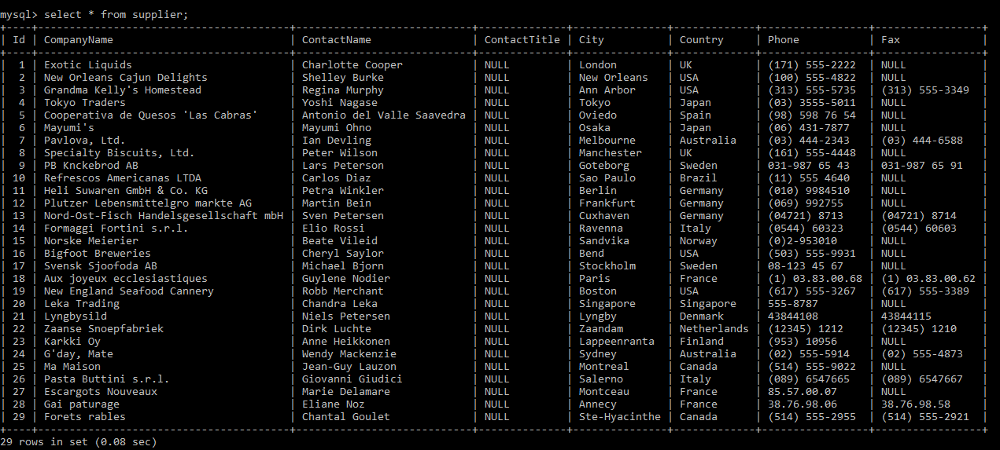 mysql> select * from supplier;
+----+----------------------------------------+----------------------------+--------------+---------------+-------------+-----------------+-----------------+
| Id | CompanyName                            | ContactName                | ContactTitle | City          | Country     | Phone           | Fax             |
+----+----------------------------------------+----------------------------+--------------+---------------+-------------+-----------------+-----------------+
|  1 | Exotic Liquids                         | Charlotte Cooper           | NULL         | London        | UK          | (171) 555-2222  | NULL            |
|  2 | New Orleans Cajun Delights             | Shelley Burke              | NULL         | New Orleans   | USA         | (100) 555-4822  | NULL            |
|  3 | Grandma Kelly's Homestead              | Regina Murphy              | NULL         | Ann Arbor     | USA         | (313) 555-5735  | (313) 555-3349  |
|  4 | Tokyo Traders                          | Yoshi Nagase               | NULL         | Tokyo         | Japan       | (03) 3555-5011  | NULL            |
|  5 | Cooperativa de Quesos 'Las Cabras'     | Antonio del Valle Saavedra | NULL         | Oviedo        | Spain       | (98) 598 76 54  | NULL            |
|  6 | Mayumi's                               | Mayumi Ohno                | NULL         | Osaka         | Japan       | (06) 431-7877   | NULL            |
|  7 | Pavlova, Ltd.                          | Ian Devling                | NULL         | Melbourne     | Australia   | (03) 444-2343   | (03) 444-6588   |
|  8 | Specialty Biscuits, Ltd.               | Peter Wilson               | NULL         | Manchester    | UK          | (161) 555-4448  | NULL            |
|  9 | PB Knckebrod AB                        | Lars Peterson              | NULL         | Goteborg      | Sweden      | 031-987 65 43   | 031-987 65 91   |
| 10 | Refrescos Americanas LTDA              | Carlos Diaz                | NULL         | Sao Paulo     | Brazil      | (11) 555 4640   | NULL            |
| 11 | Heli Suwaren GmbH & Co. KG             | Petra Winkler              | NULL         | Berlin        | Germany     | (010) 9984510   | NULL            |
| 12 | Plutzer Lebensmittelgro markte AG      | Martin Bein                | NULL         | Frankfurt     | Germany     | (069) 992755    | NULL            |
| 13 | Nord-Ost-Fisch Handelsgesellschaft mbH | Sven Petersen              | NULL         | Cuxhaven      | Germany     | (04721) 8713    | (04721) 8714    |
| 14 | Formaggi Fortini s.r.l.                | Elio Rossi                 | NULL         | Ravenna       | Italy       | (0544) 60323    | (0544) 60603    |
| 15 | Norske Meierier                        | Beate Vileid               | NULL         | Sandvika      | Norway      | (0)2-953010     | NULL            |
| 16 | Bigfoot Breweries                      | Cheryl Saylor              | NULL         | Bend          | USA         | (503) 555-9931  | NULL            |
| 17 | Svensk Sjoofoda AB                     | Michael Bjorn              | NULL         | Stockholm     | Sweden      | 08-123 45 67    | NULL            |
| 18 | Aux joyeux ecclesiastiques             | Guylene Nodier             | NULL         | Paris         | France      | (1) 03.83.00.68 | (1) 03.83.00.62 |
| 19 | New England Seafood Cannery            | Robb Merchant              | NULL         | Boston        | USA         | (617) 555-3267  | (617) 555-3389  |
| 20 | Leka Trading                           | Chandra Leka               | NULL         | Singapore     | Singapore   | 555-8787        | NULL            |
| 21 | Lyngbysild                             | Niels Petersen             | NULL         | Lyngby        | Denmark     | 43844108        | 43844115        |
| 22 | Zaanse Snoepfabriek                    | Dirk Luchte                | NULL         | Zaandam       | Netherlands | (12345) 1212    | (12345) 1210    |
| 23 | Karkki Oy                              | Anne Heikkonen             | NULL         | Lappeenranta  | Finland     | (953) 10956     | NULL            |
| 24 | G'day, Mate                            | Wendy Mackenzie            | NULL         | Sydney        | Australia   | (02) 555-5914   | (02) 555-4873   |
| 25 | Ma Maison                              | Jean-Guy Lauzon            | NULL         | Montreal      | Canada      | (514) 555-9022  | NULL            |
| 26 | Pasta Buttini s.r.l.                   | Giovanni Giudici           | NULL         | Salerno       | Italy       | (089) 6547665   | (089) 6547667   |
| 27 | Escargots Nouveaux                     | Marie Delamare             | NULL         | Montceau      | France      | 85.57.00.07     | NULL            |
| 28 | Gai paturage                           | Eliane Noz                 | NULL         | Annecy        | France      | 38.76.98.06     | 38.76.98.58     |
| 29 | Forets rables                          | Chantal Goulet             | NULL         | Ste-Hyacinthe | Canada      | (514) 555-2955  | (514) 555-2921  |
+----+----------------------------------------+----------------------------+--------------+---------------+-------------+-----------------+-----------------+
29 rows in set (0.08 sec)